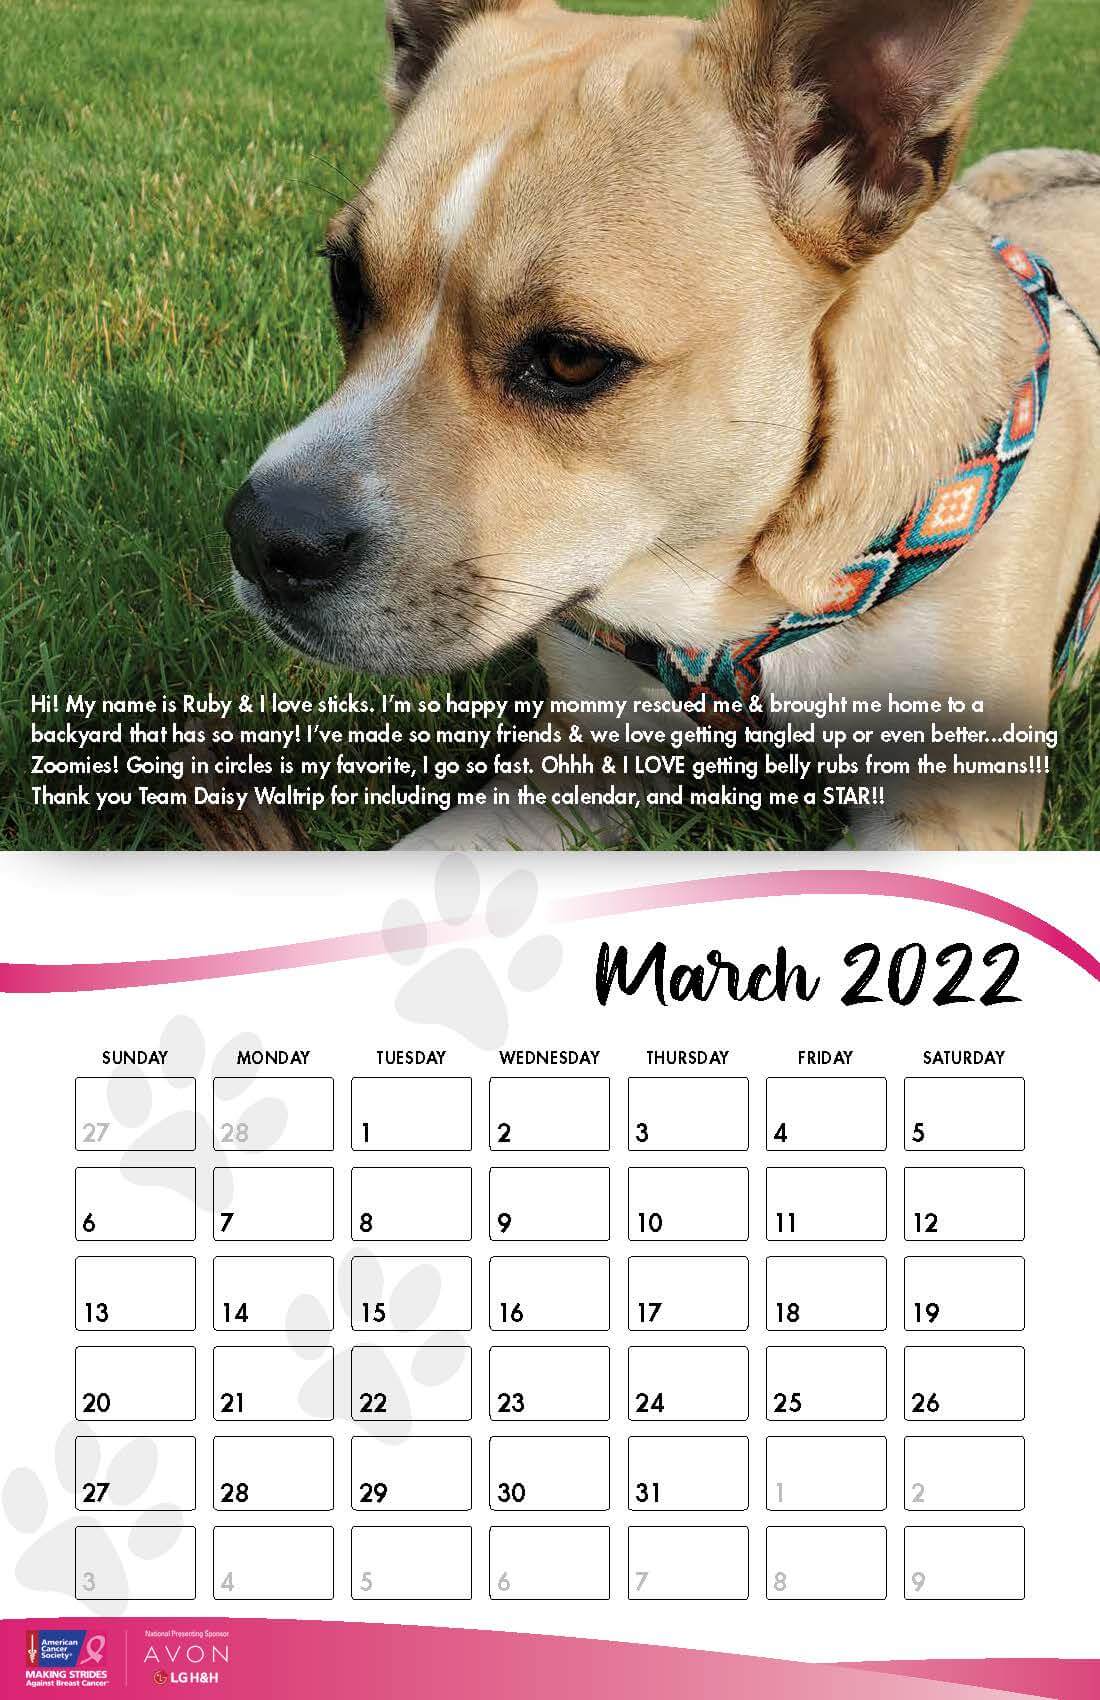 Hi! My name is Ruby & I love sticks. I'm so happy my mommy rescued me & brought me home to a
backyard that has so many! I've made so many friends & we love getting tangled up or even better...doing
Zoomies! Going in circles is my favorite, I go so fast. Ohhh & I LOVE getting belly rubs from the humans!!!
Thank you Team Daisy Waltrip for including me in the calendar, and making me a STAR!!
March 2022
SUNDAY MONDAY TUESDAY WEDNESDAY THURSDAY FRIDAY SATURDAY
27 28 1 2 3 4 5
6 7 8 9 10 11 12
13 14 15 16 17 18 19
20 21 22 23 24 25 26
27 28 29 30 31 1 2
3 4 5 6 7 8 9
American
Cancer
Society®
MAKING STRIDES
Against Breast Cancer®
National Presenting Sponsor
AVON
LG H&H